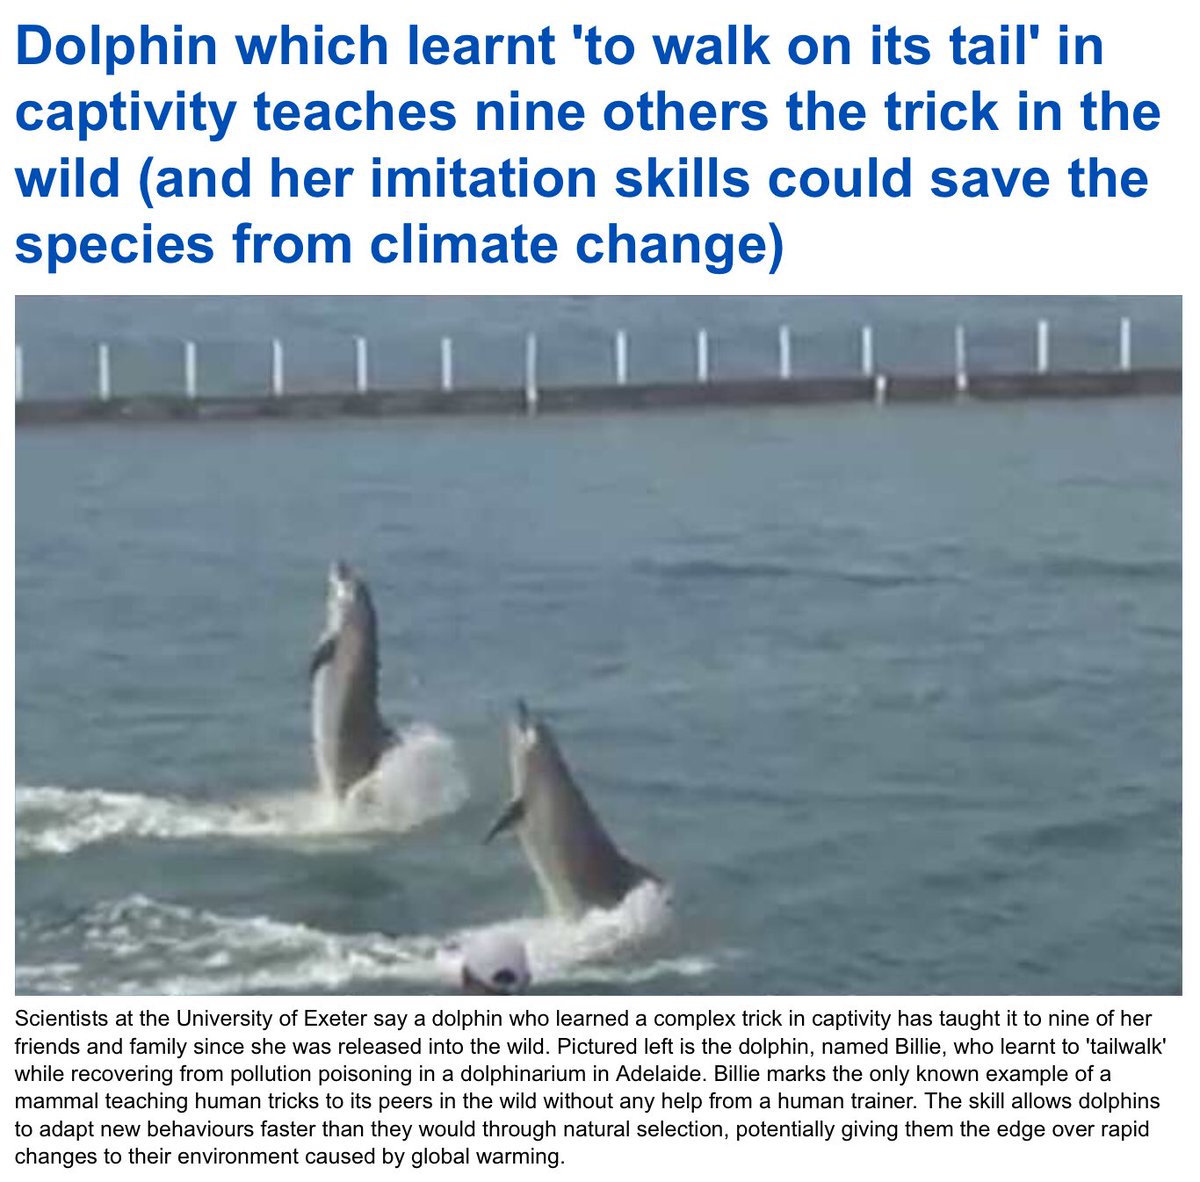 Dolphin which learnt 'to walk on its tail' in
captivity teaches nine others the trick in the
wild (and her imitation skills could save the
species from climate change)
Scientists at the University of Exeter say a dolphin who learned a complex trick in captivity has taught it to nine of her
friends and family since she was released into the wild. Pictured left is the dolphin, named Billie, who learnt to 'tailwalk'
while recovering from pollution poisoning in a dolphinarium in Adelaide. Billie marks the only known example of a
mammal teaching human tricks to its peers in the wild without any help from a human trainer. The skill allows dolphins
to adapt new behaviours faster than they would through natural selection, potentially giving them the edge over rapid
changes to their environment caused by global warming.